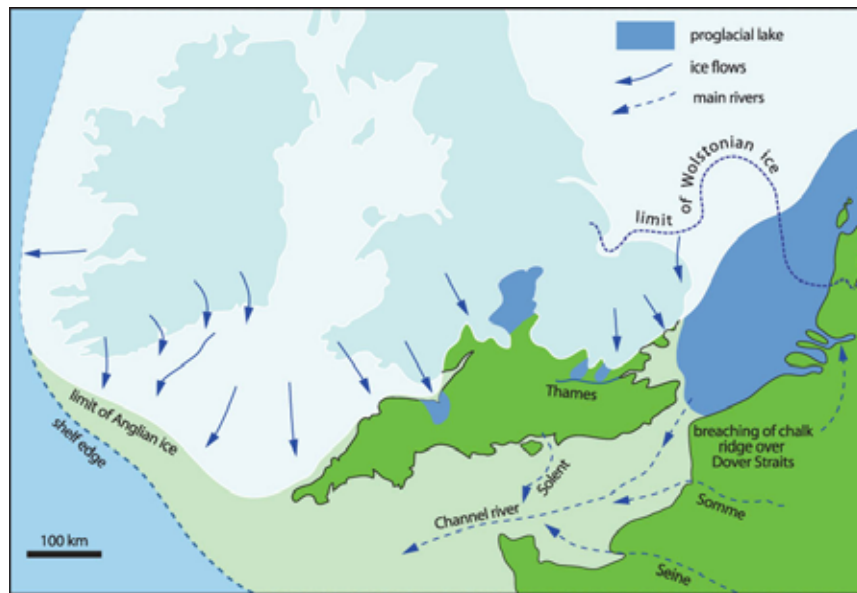 proglacial lake
ice flows
main rivers
limit of Wolstonian ice
limit of Anglian ice
shelf edge
Thames
breaching of chalk
ridge over
Dover Straits
Solent
Channel river
Somme
Seine
100 km